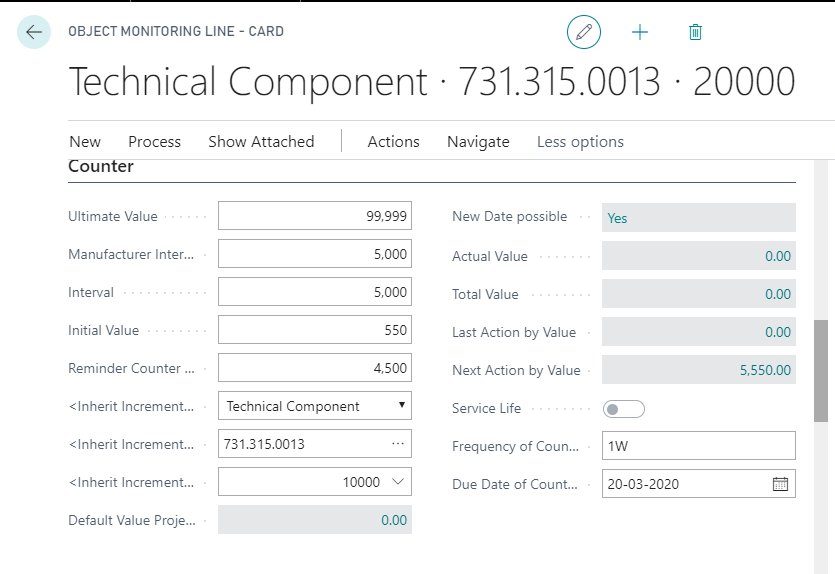 OBJECT MONITORING LINE - CARD
Technical Component · 731.315.0013 · 20000
New Process Show Attached Actions Navigate Less options
Counter
Ultimate Value 99,999
Manufacturer Inter... 5,000
Interval 5,000
Initial Value 550
Reminder Counter ... 4,500
<Inherit Increment... Technical Component
<Inherit Increment... 731.315.0013 ...
<Inherit Increment... 10000
Default Value Proje... 0.00
New Date possible Yes
Actual Value 0.00
Total Value 0.00
Last Action by Value 0.00
Next Action by Value 5,550.00
Service Life
Frequency of Coun... 1W
Due Date of Count... 20-03-2020